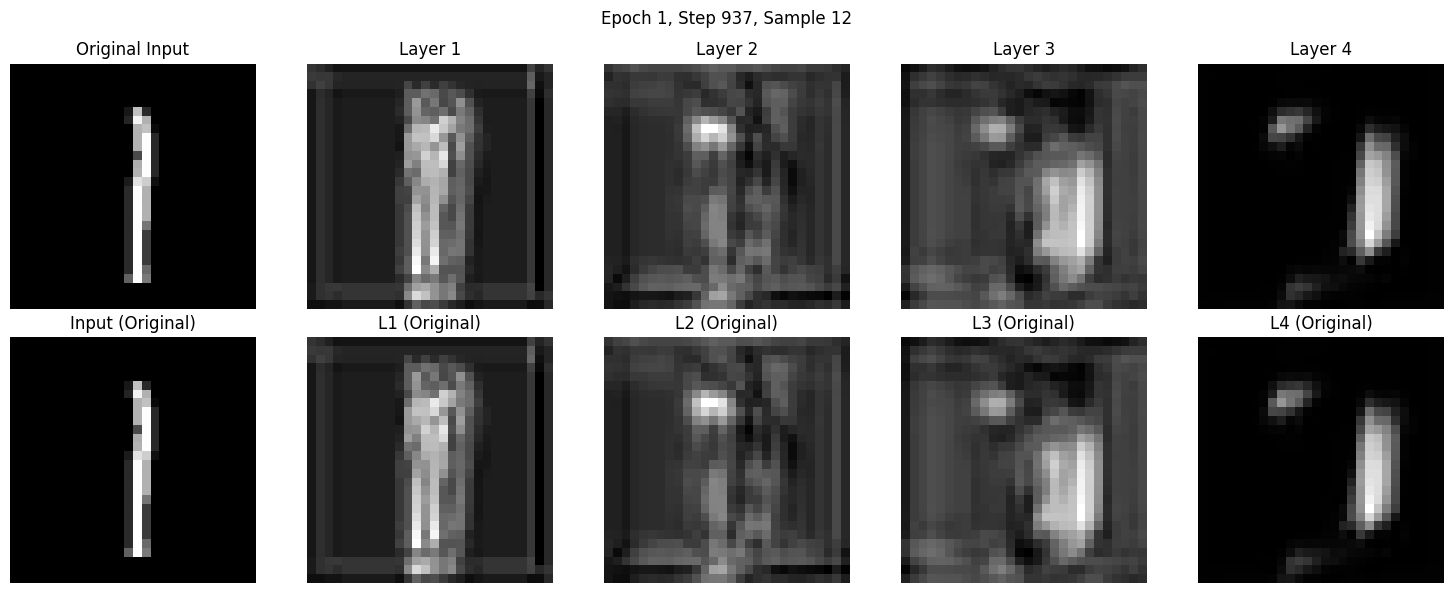 Epoch 1, Step 937, Sample 12
Original Input Layer 1 Layer 2 Layer 3 Layer 4
Input (Original) L1 (Original) L2 (Original) L3 (Original) L4 (Original)